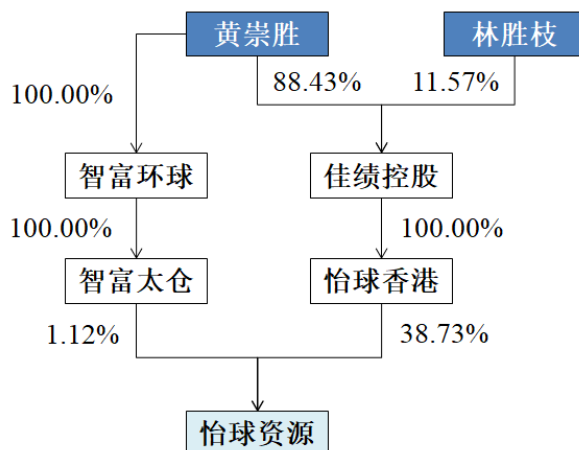 黄崇胜
林胜枝
100.00%
88.43%
11.57%
智富环球
佳绩控股
100.00%
100.00%
智富太仓
怡球香港
1.12%
38.73%
怡球资源